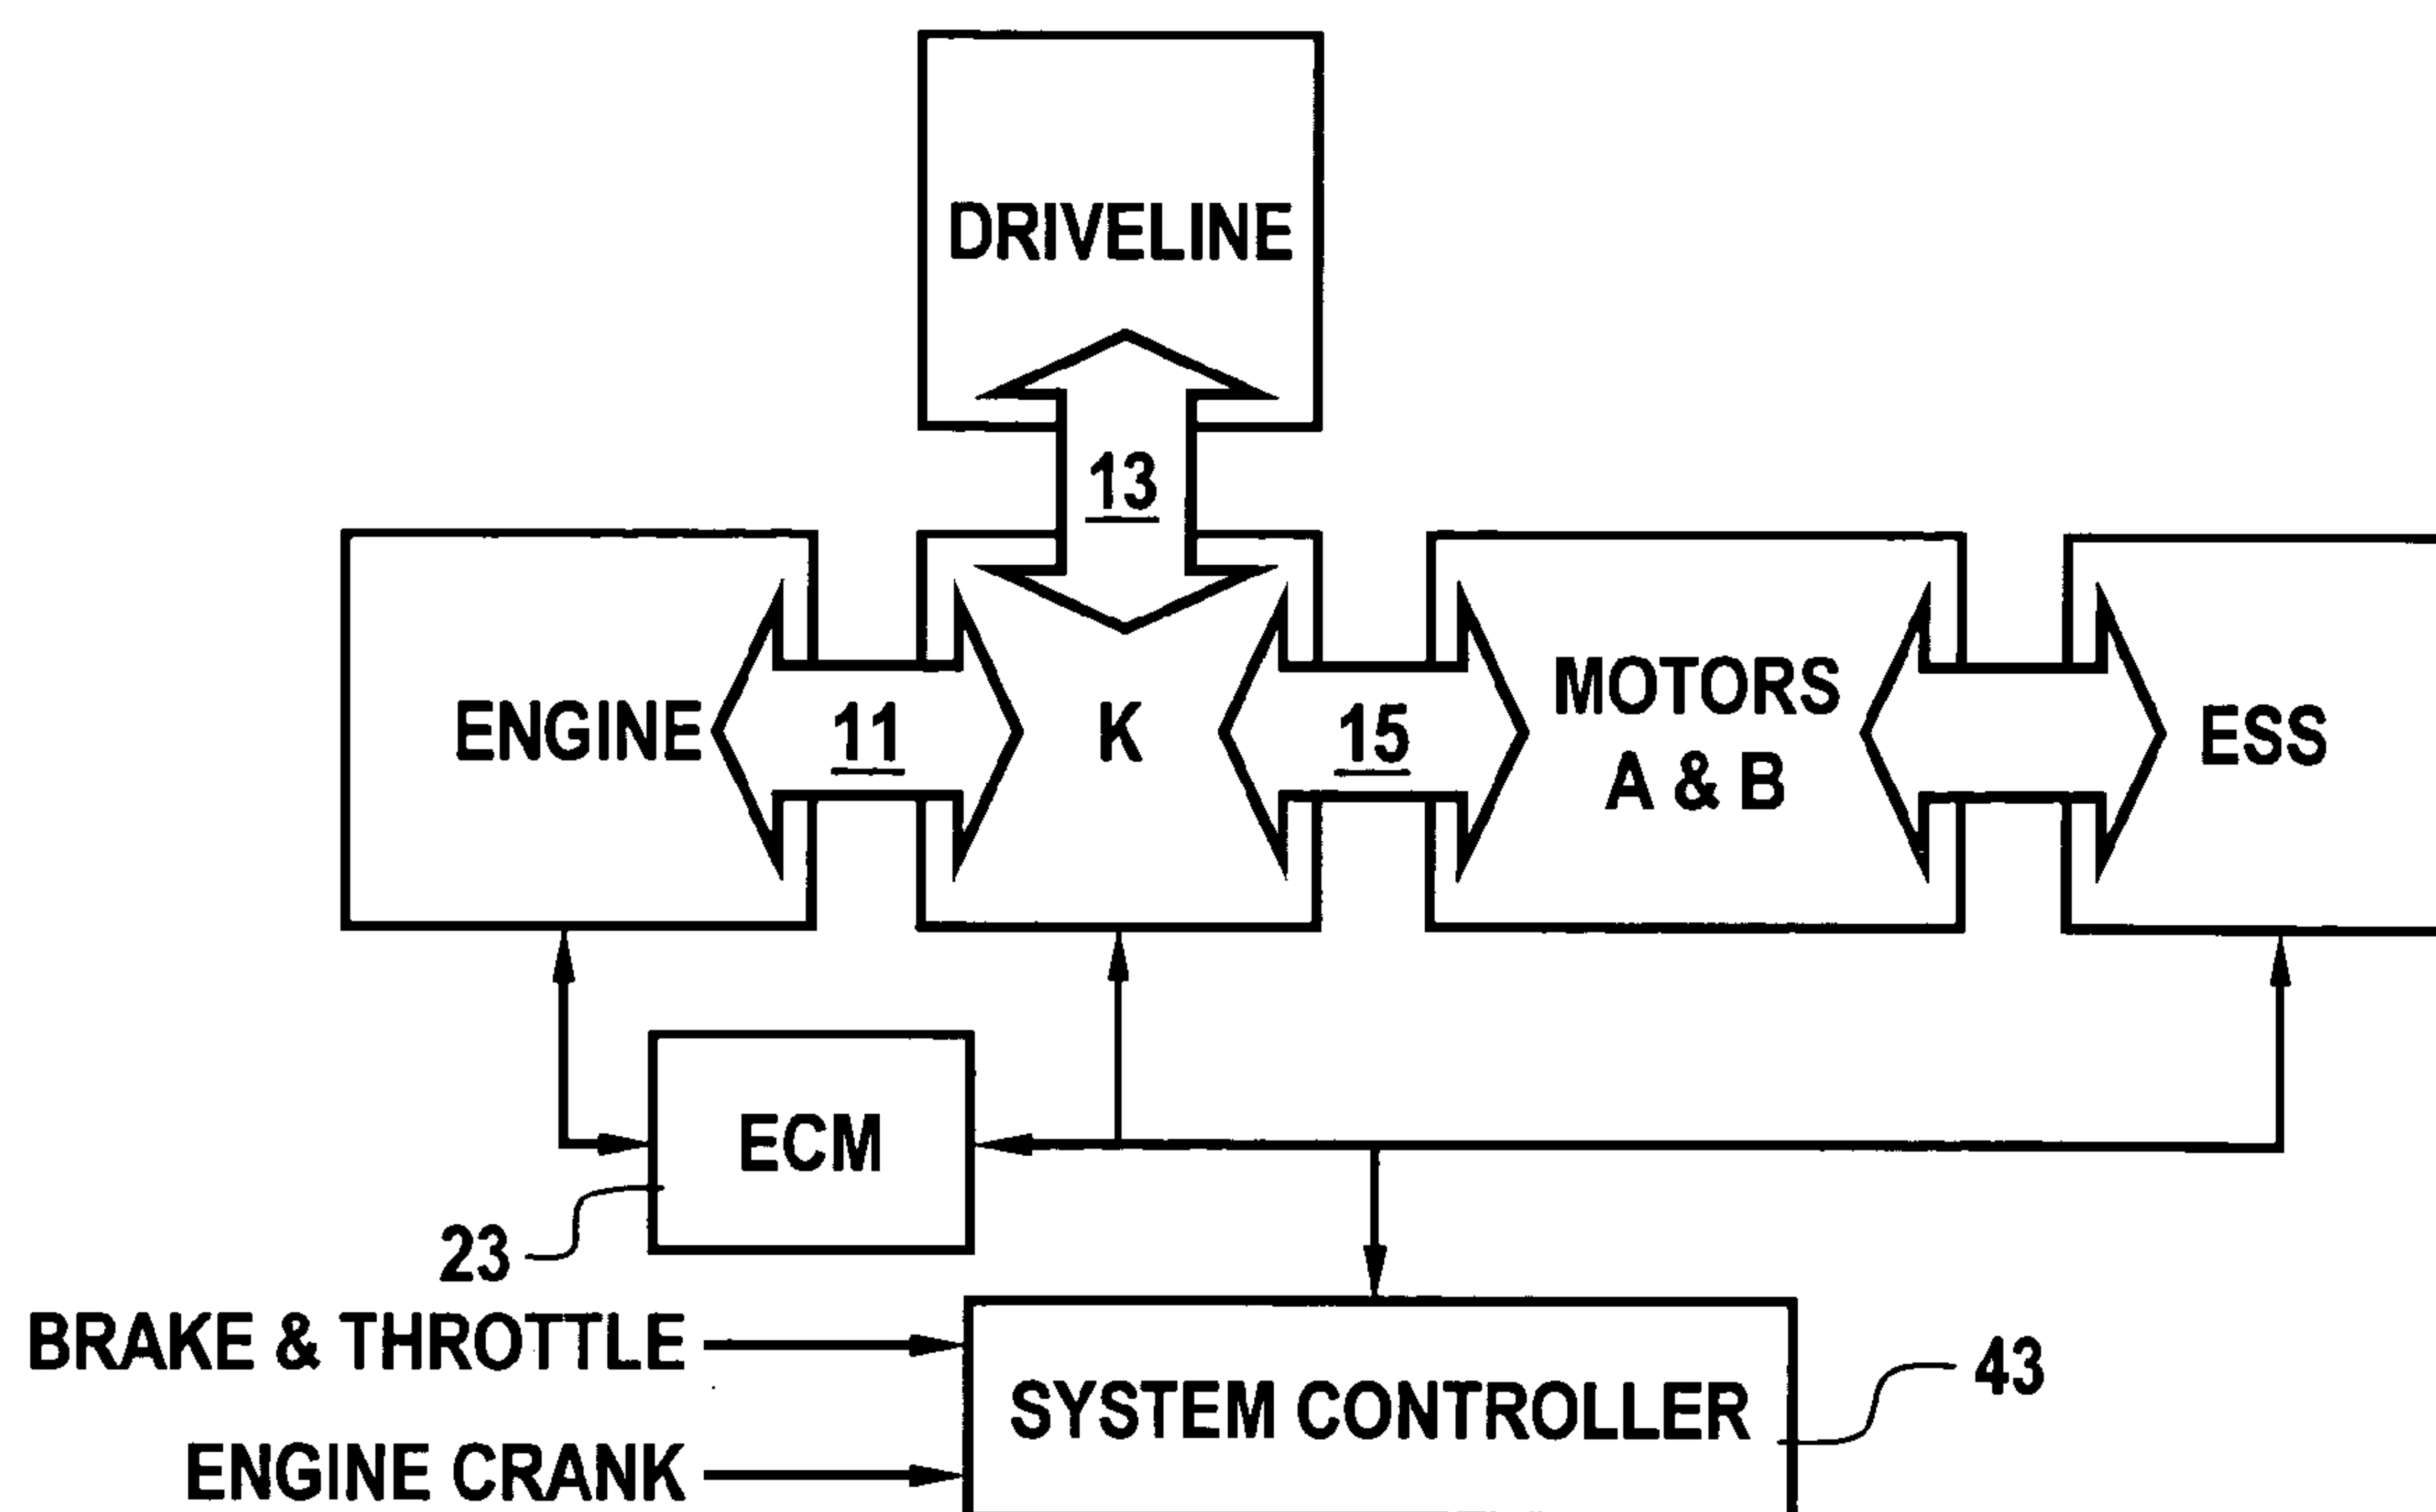 DRIVELINE
13
ENGINE
11
K
15
MOTORS
A & B
ESS
ECM
23
BRAKE & THROTTLE
ENGINE CRANK
SYSTEM CONTROLLER
43